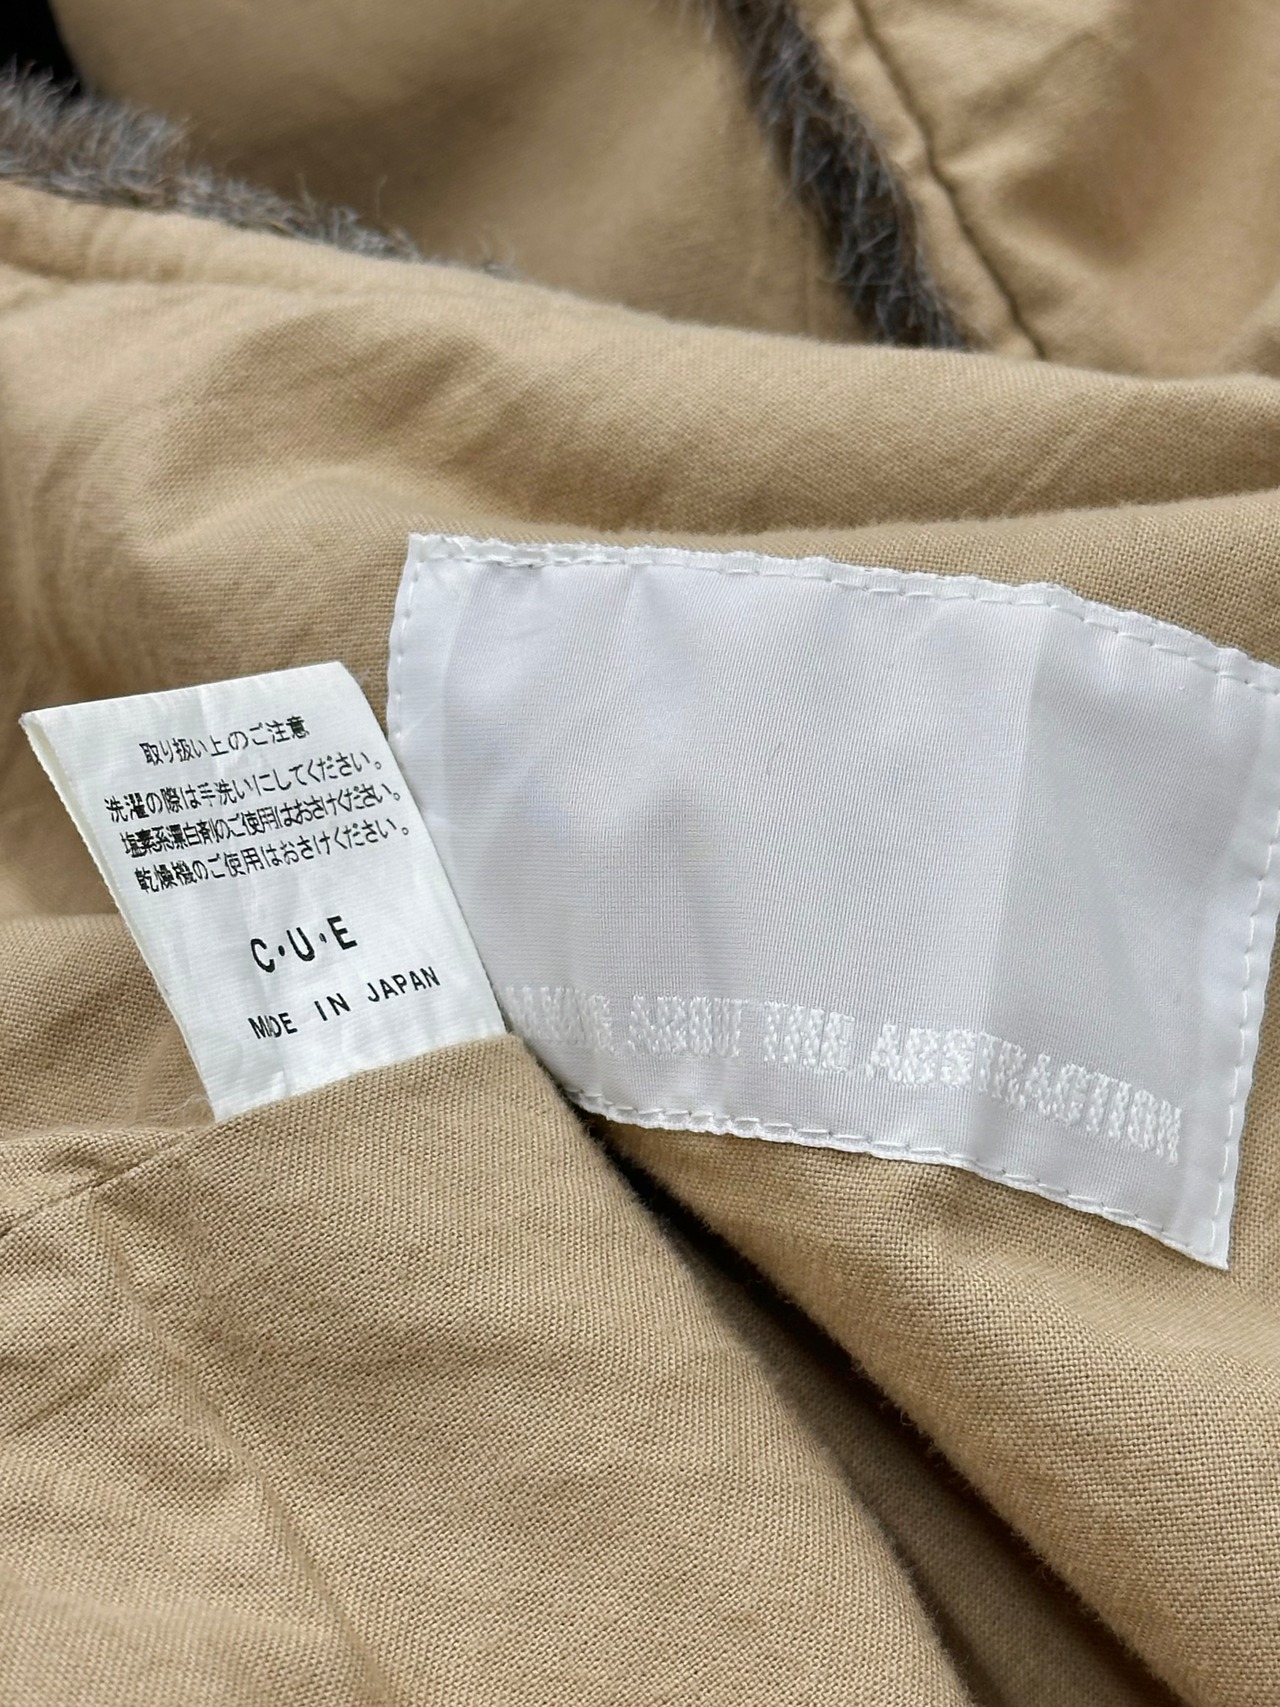 取り扱い上のご注意
洗濯の際は手洗いにしてください。
塩素系漂白剤のご使用はおさけください。
乾燥機のご使用はおさけください。
C·U·E
MADE IN JAPAN
ABOUT THE ABSTRACTION